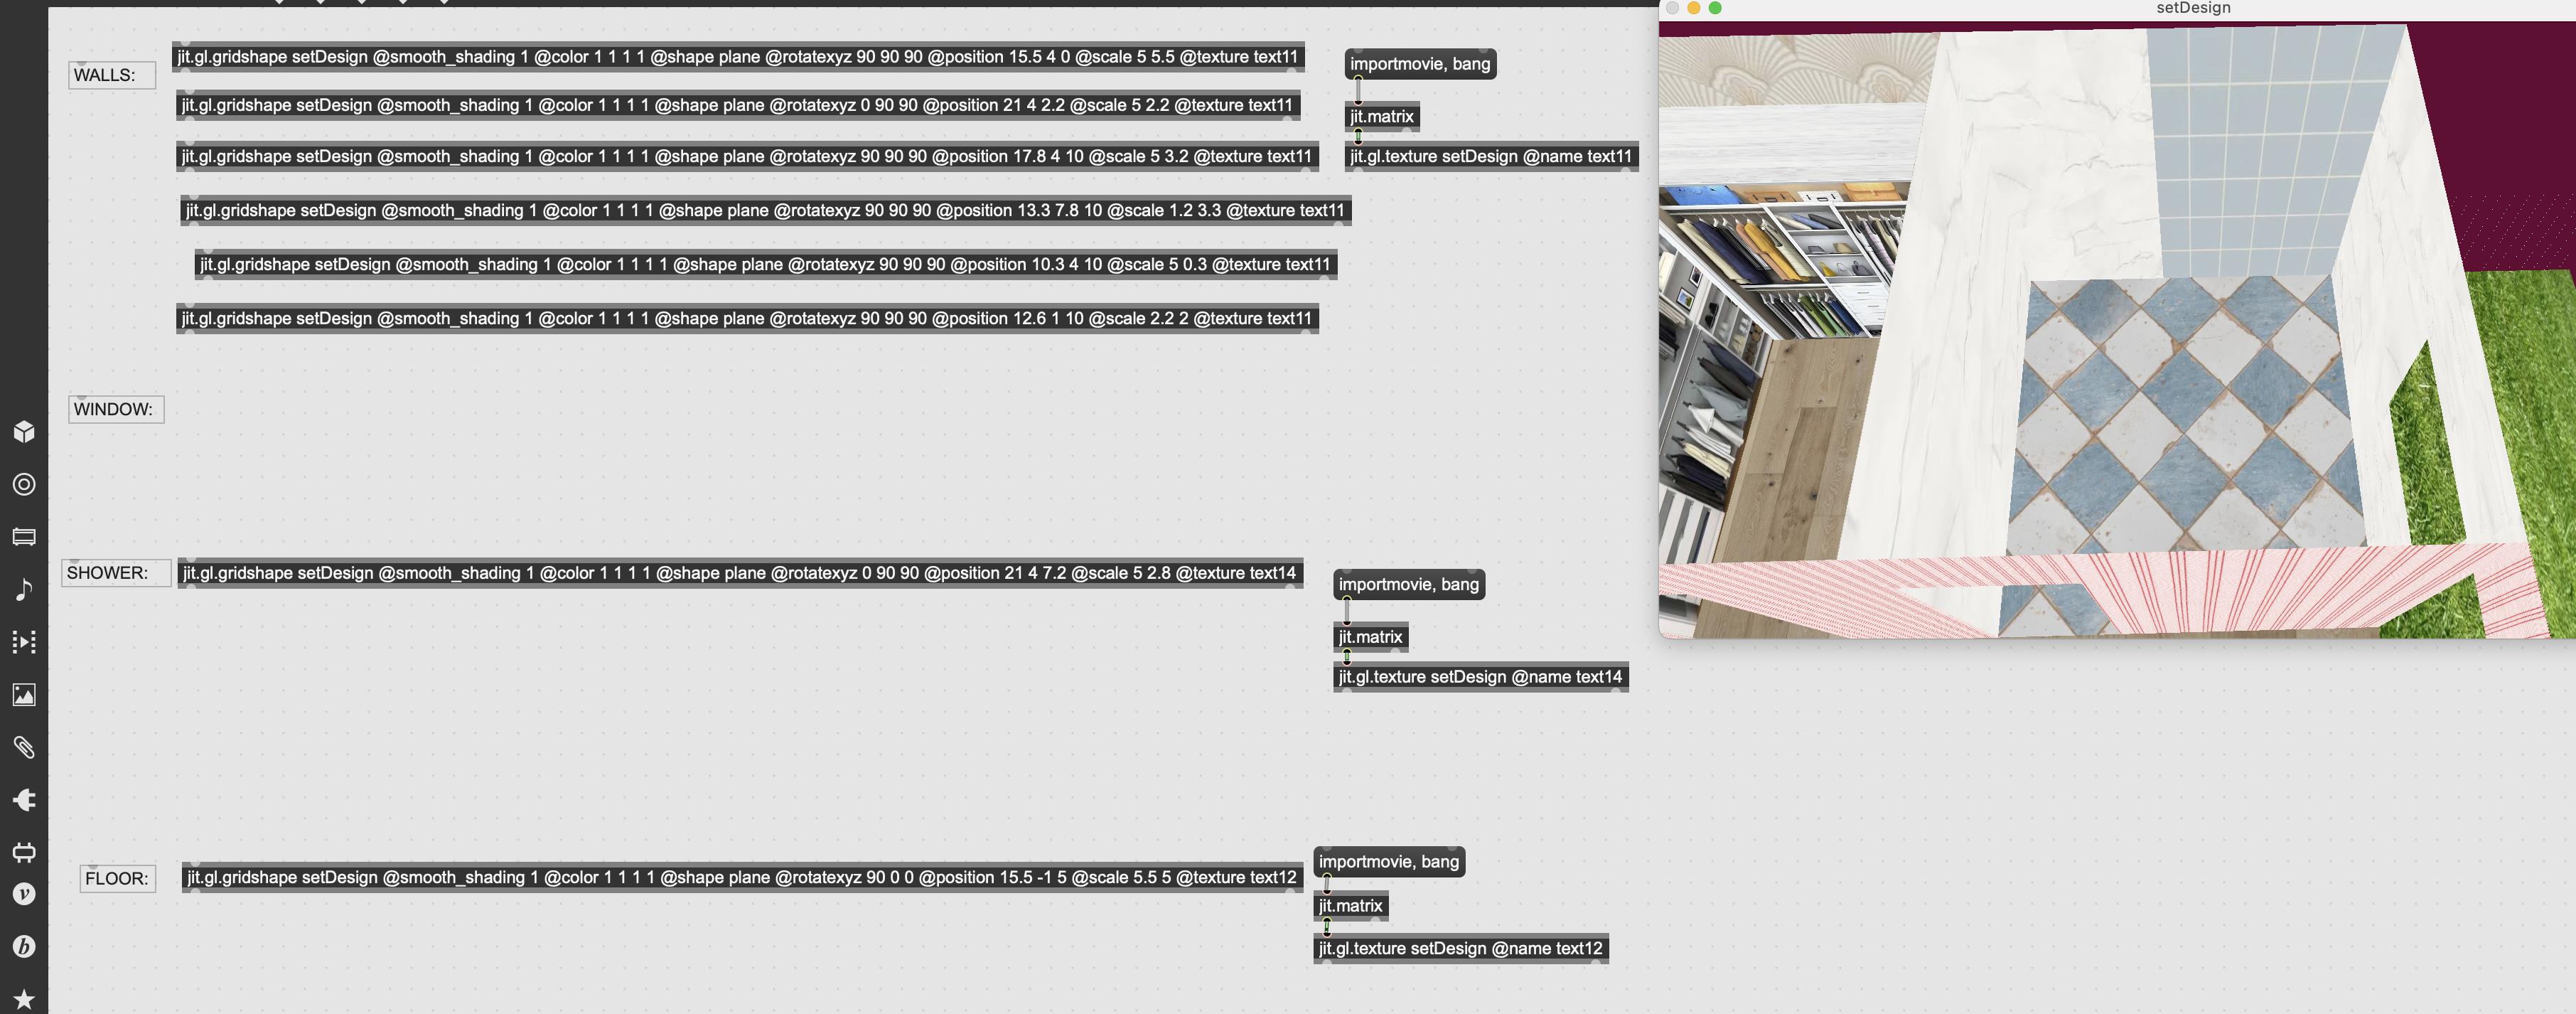 setDesign
WALLS:
jit.gl.gridshape setDesign @smooth_shading 1 @color 1 1 1 1 @shape plane @rotatexyz 90 90 90 @position 15.5 4 0 @scale 5 5.5 @texture text11
jit.gl.gridshape setDesign @smooth_shading 1 @color 1 1 1 1 @shape plane @rotatexyz 0 90 90 @position 21 4 2.2 @scale 5 2.2 @texture text11
jit.gl.gridshape setDesign @smooth_shading 1 @color 1 1 1 1 @shape plane @rotatexyz 90 90 90 @position 17.8 4 10 @scale 5 3.2 @texture text11
jit.gl.gridshape setDesign @smooth_shading 1 @color 1 1 1 1 @shape plane @rotatexyz 90 90 90 @position 13.3 7.8 10 @scale 1.2 3.3 @texture text11
jit.gl.gridshape setDesign @smooth_shading 1 @color 1 1 1 1 @shape plane @rotatexyz 90 90 90 @position 10.3 4 10 @scale 5 0.3 @texture text11
jit.gl.gridshape setDesign @smooth_shading 1 @color 1 1 1 1 @shape plane @rotatexyz 90 90 90 @position 12.6 1 10 @scale 2.2 2 @texture text11
importmovie, bang
jit.matrix
jit.gl.texture setDesign @name text11
WINDOW:
SHOWER:
jit.gl.gridshape setDesign @smooth_shading 1 @color 1 1 1 1 @shape plane @rotatexyz 0 90 90 @position 21 4 7.2 @scale 5 2.8 @texture text14
importmovie, bang
jit.matrix
jit.gl.texture setDesign @name text14
FLOOR:
jit.gl.gridshape setDesign @smooth_shading 1 @color 1 1 1 1 @shape plane @rotatexyz 90 0 0 @position 15.5 -1 5 @scale 5.5 5 @texture text12
importmovie, bang
jit.matrix
jit.gl.texture setDesign @name text12